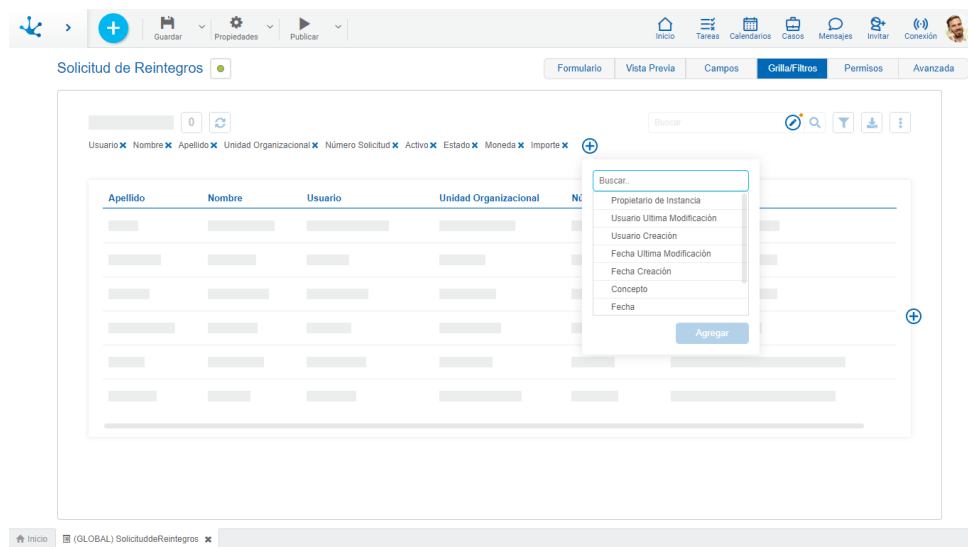 Guardar
Propiedades
Publicar
Inicio
Tareas
Calendarios
Casos
Mensajes
Invitar
Conexión
Solicitud de Reintegros
Formulario
Vista Previa
Campos
Grilla/Filtros
Permisos
Avanzada
0
Buscar
Usuario Nombre Apellido Unidad Organizacional Número Solicitud Activo Estado Moneda Importe
Buscar..
Propietario de Instancia
Usuario Ultima Modificación
Usuario Creación
Fecha Ultima Modificación
Fecha Creación
Concepto
Fecha
Agregar
Apellido Nombre Usuario Unidad Organizacional Nú
Inicio
(GLOBAL) SolicituddeReintegros